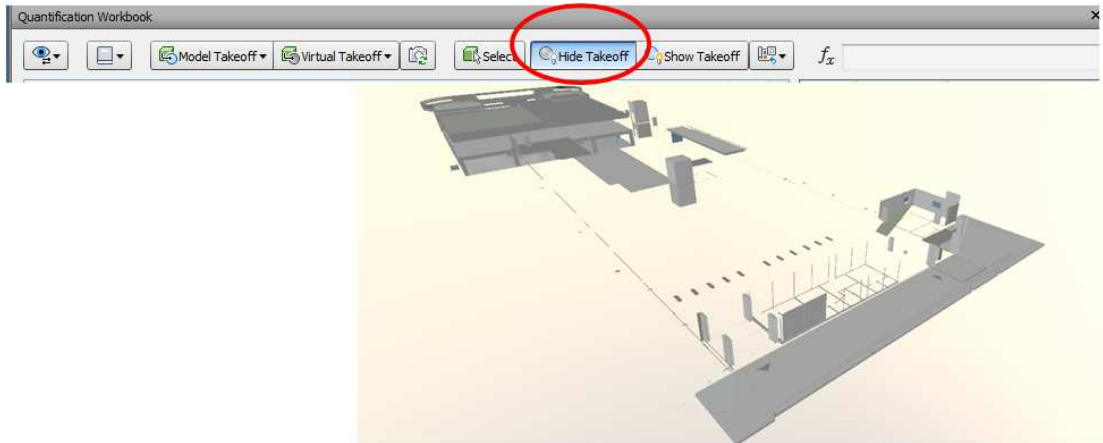 Quantification Workbook
Model Takeoff Virtual Takeoff Select Hide Takeoff Show Takeoff fx